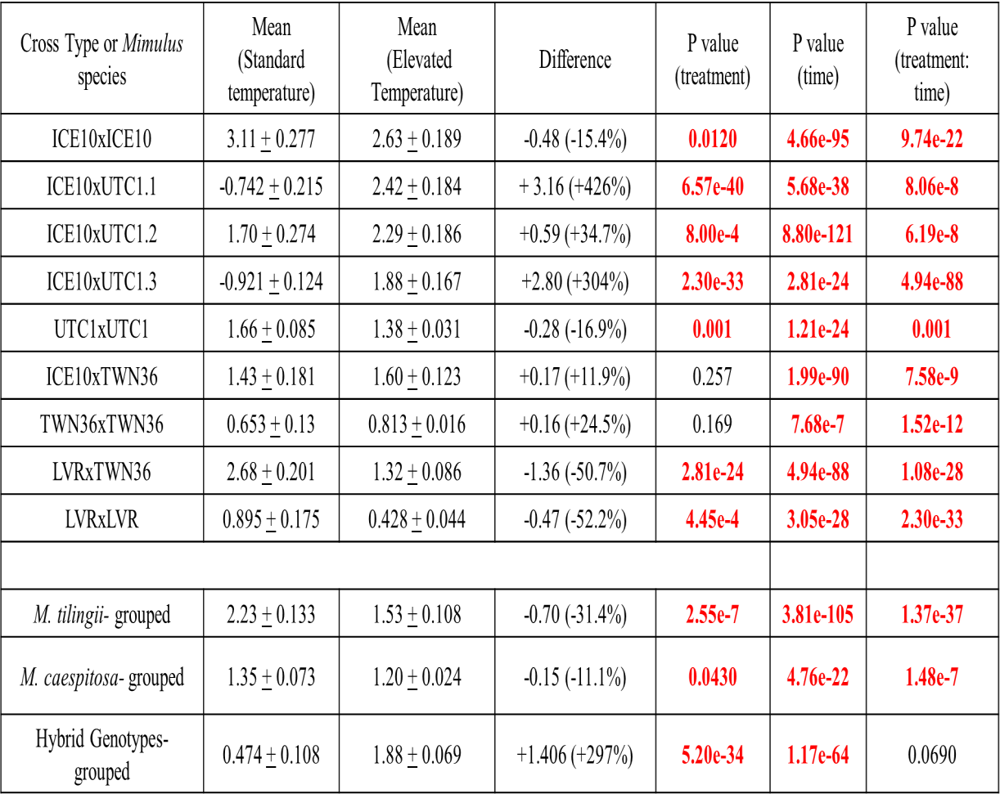 Cross Type or Mimulus species | Mean (Standard temperature) | Mean (Elevated Temperature) | Difference | P value (treatment) | P value (time) | P value (treatment: time)
ICE10xICE10 | 3.11 ± 0.277 | 2.63 ± 0.189 | -0.48 (-15.4%) | 0.0120 | 4.66e-95 | 9.74e-22
ICE10xUTC1.1 | -0.742 ± 0.215 | 2.42 ± 0.184 | + 3.16 (+426%) | 6.57e-40 | 5.68e-38 | 8.06e-8
ICE10xUTC1.2 | 1.70 ± 0.274 | 2.29 ± 0.186 | +0.59 (+34.7%) | 8.00e-4 | 8.80e-121 | 6.19e-8
ICE10xUTC1.3 | -0.921 ± 0.124 | 1.88 ± 0.167 | +2.80 (+304%) | 2.30e-33 | 2.81e-24 | 4.94e-88
UTC1xUTC1 | 1.66 ± 0.085 | 1.38 ± 0.031 | -0.28 (-16.9%) | 0.001 | 1.21e-24 | 0.001
ICE10xTWN36 | 1.43 ± 0.181 | 1.60 ± 0.123 | +0.17 (+11.9%) | 0.257 | 1.99e-90 | 7.58e-9
TWN36xTWN36 | 0.653 ± 0.13 | 0.813 ± 0.016 | +0.16 (+24.5%) | 0.169 | 7.68e-7 | 1.52e-12
LVRxTWN36 | 2.68 ± 0.201 | 1.32 ± 0.086 | -1.36 (-50.7%) | 2.81e-24 | 4.94e-88 | 1.08e-28
LVRxLVR | 0.895 ± 0.175 | 0.428 ± 0.044 | -0.47 (-52.2%) | 4.45e-4 | 3.05e-28 | 2.30e-33
M. tilingii- grouped | 2.23 ± 0.133 | 1.53 ± 0.108 | -0.70 (-31.4%) | 2.55e-7 | 3.81e-105 | 1.37e-37
M. caespitosa- grouped | 1.35 ± 0.073 | 1.20 ± 0.024 | -0.15 (-11.1%) | 0.0430 | 4.76e-22 | 1.48e-7
Hybrid Genotypes- grouped | 0.474 ± 0.108 | 1.88 ± 0.069 | +1.406 (+297%) | 5.20e-34 | 1.17e-64 | 0.0690